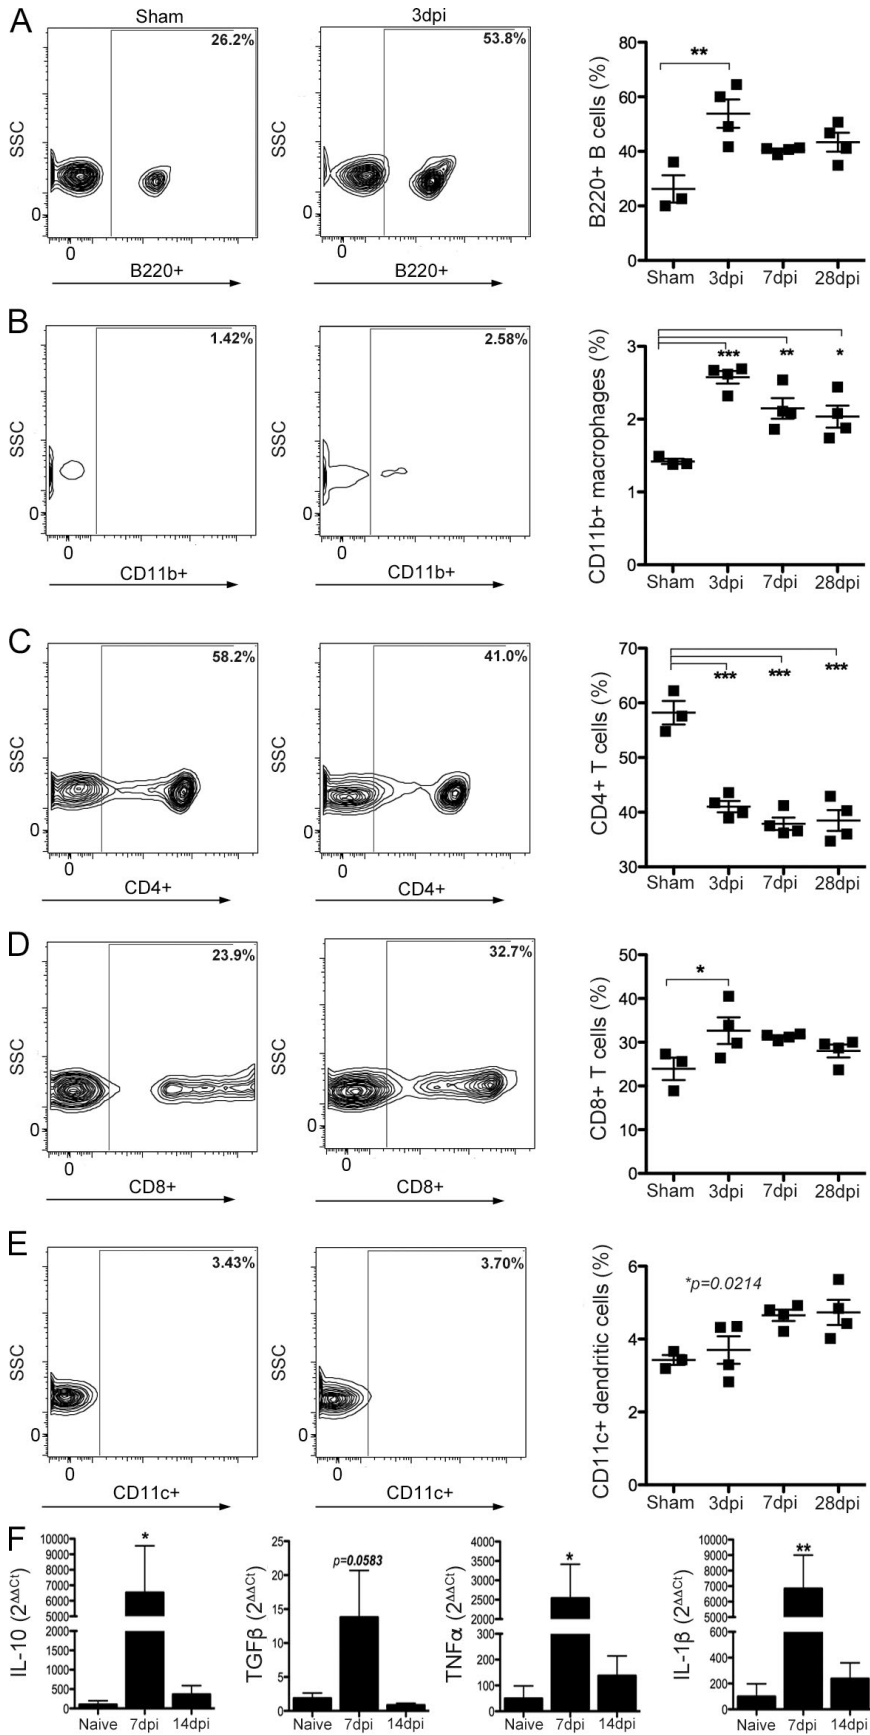 A
Sham
3dpi
26.2%
53.8%
SSC
0
0
B220+
SSC
0
0
B220+
B220+ B cells (%)
80
60
40
20
0
**
Sham 3dpi 7dpi 28dpi
B
1.42%
2.58%
SSC
0
0
CD11b+
SSC
0
0
CD11b+
CD11b+ macrophages (%)
3
2
1
0
*** ** *
Sham 3dpi 7dpi 28dpi
C
58.2%
41.0%
SSC
0
0
CD4+
SSC
0
0
CD4+
CD4+ T cells (%)
70
60
50
40
30
*** *** ***
Sham 3dpi 7dpi 28dpi
D
23.9%
32.7%
SSC
0
0
CD8+
SSC
0
0
CD8+
CD8+ T cells (%)
50
40
30
20
10
0
*
Sham 3dpi 7dpi 28dpi
E
3.43%
3.70%
SSC
0
0
CD11c+
SSC
0
0
CD11c+
CD11c+ dendritic cells (%)
6
4
2
0
*p=0.0214
Sham 3dpi 7dpi 28dpi
F
IL-10 (2ΔΔCt)
10000
9000
8000
7000
6000
5000
2000
1500
1000
500
0
*
Naive 7dpi 14dpi
TGFβ (2ΔΔCt)
25
20
15
10
5
0
p=0.0583
Naive 7dpi 14dpi
TNFα (2ΔΔCt)
4000
3500
3000
2500
2000
300
200
100
0
*
Naive 7dpi 14dpi
IL-1β (2ΔΔCt)
10000
9000
8000
7000
6000
5000
600
400
200
0
**
Naive 7dpi 14dpi